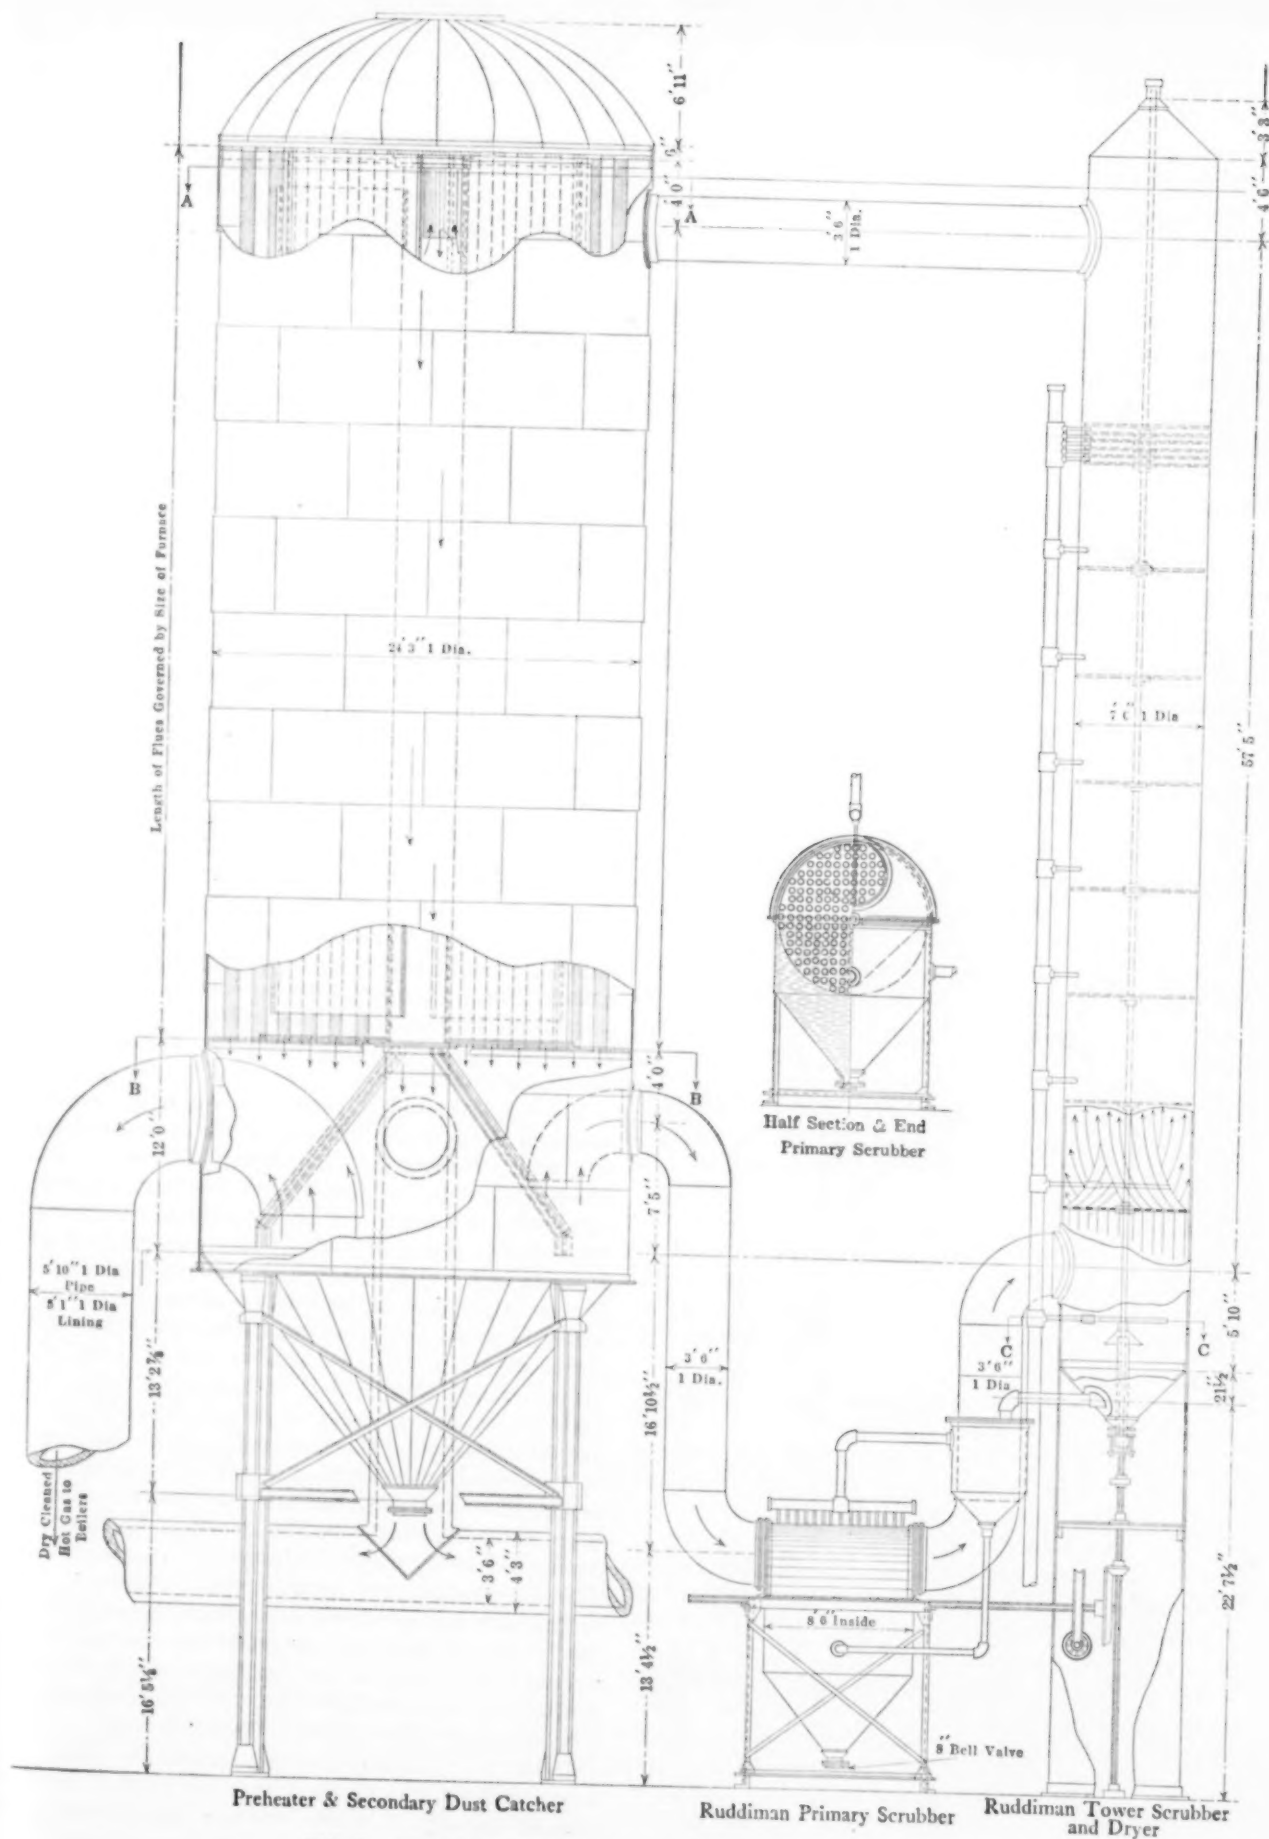 6'11"
3'3"
6"
4'0"
4'6"
A
A
3'6"
1 Dia.
Length of Flues Governed by Size of Furnace
24'3" 1 Dia.
1 Dia
57'5"
B
B
4'0"
12'0"
7'5"
Half Section & End
Primary Scrubber
5'10" 1 Dia
Pipe
5'1" 1 Dia
Lining
13'2⅞"
3'6"
1 Dia.
16'10½"
C
C
3'6"
1 Dia
5'10"
21½"
Dry Cleaned
Hot Gas to
Boilers
3'6"
4'3"
22'7½"
16'5⅛"
13'4½"
8'6" Inside
8" Bell Valve
Preheater & Secondary Dust Catcher
Ruddiman Primary Scrubber
Ruddiman Tower Scrubber
and Dryer